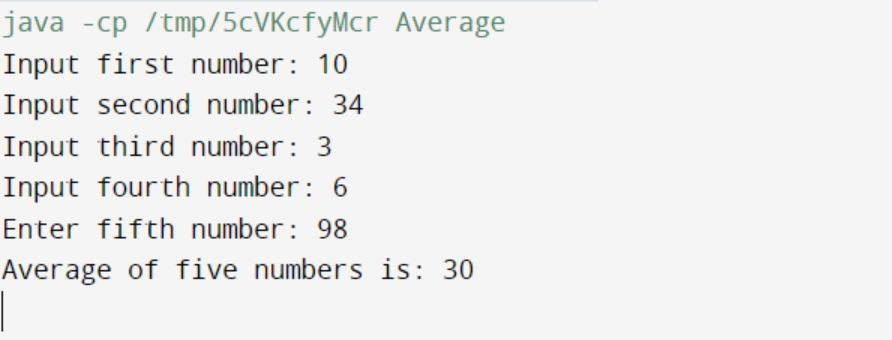 java -cp /tmp/5cVKcfyMcr Average
Input first number: 10
Input second number: 34
Input third number: 3
Input fourth number: 6
Enter fifth number: 98
Average of five numbers is: 30